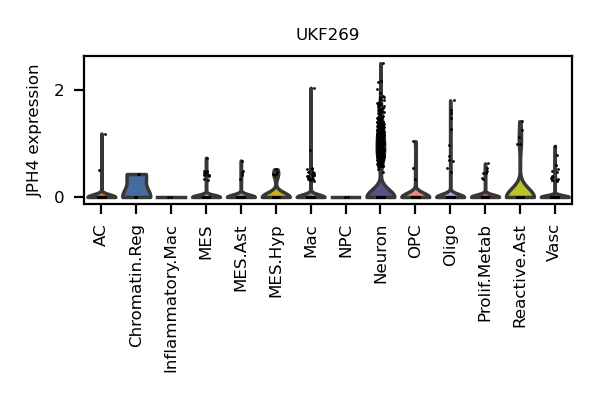 UKF269
JPH4 expression
2
0
AC
Chromatin.Reg
Inflammatory.Mac
MES
MES.Ast
MES.Hyp
Mac
NPC
Neuron
OPC
Oligo
Prolif.Metab
Reactive.Ast
Vasc